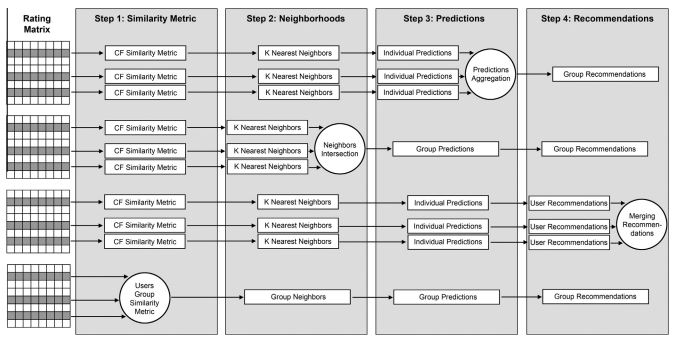 Rating
Matrix
Step 1: Similarity Metric
Step 2: Neighborhoods
Step 3: Predictions
Step 4: Recommendations
CF Similarity Metric
K Nearest Neighbors
Individual Predictions
CF Similarity Metric
K Nearest Neighbors
Individual Predictions
CF Similarity Metric
K Nearest Neighbors
Individual Predictions
Predictions
Aggregation
Group Recommendations
CF Similarity Metric
K Nearest Neighbors
CF Similarity Metric
K Nearest Neighbors
CF Similarity Metric
K Nearest Neighbors
Neighbors
Intersection
Group Predictions
Group Recommendations
CF Similarity Metric
K Nearest Neighbors
Individual Predictions
User Recommendations
CF Similarity Metric
K Nearest Neighbors
Individual Predictions
User Recommendations
CF Similarity Metric
K Nearest Neighbors
Individual Predictions
User Recommendations
Merging
Recommen-
dations
Users
Group
Similarity
Metric
Group Neighbors
Group Predictions
Group Recommendations